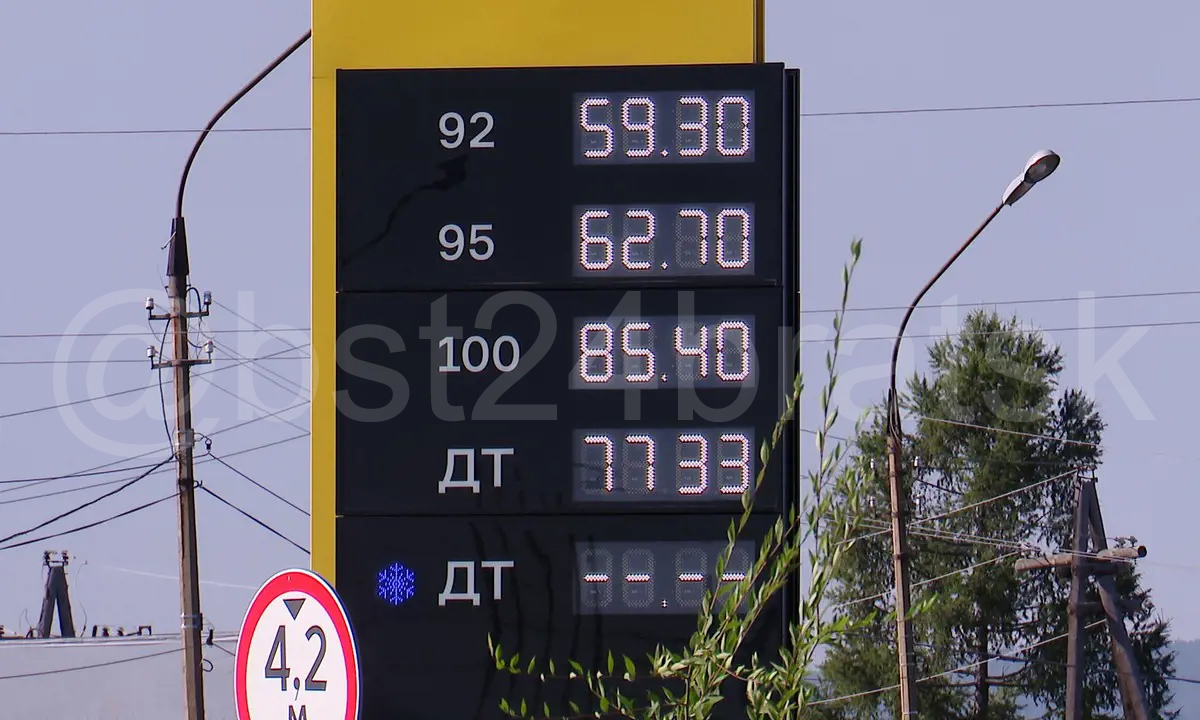 92 59.30
95 62.70
100 85.40
ДТ 77 33
ДТ --.--
4,2
М
@bst24bratsk